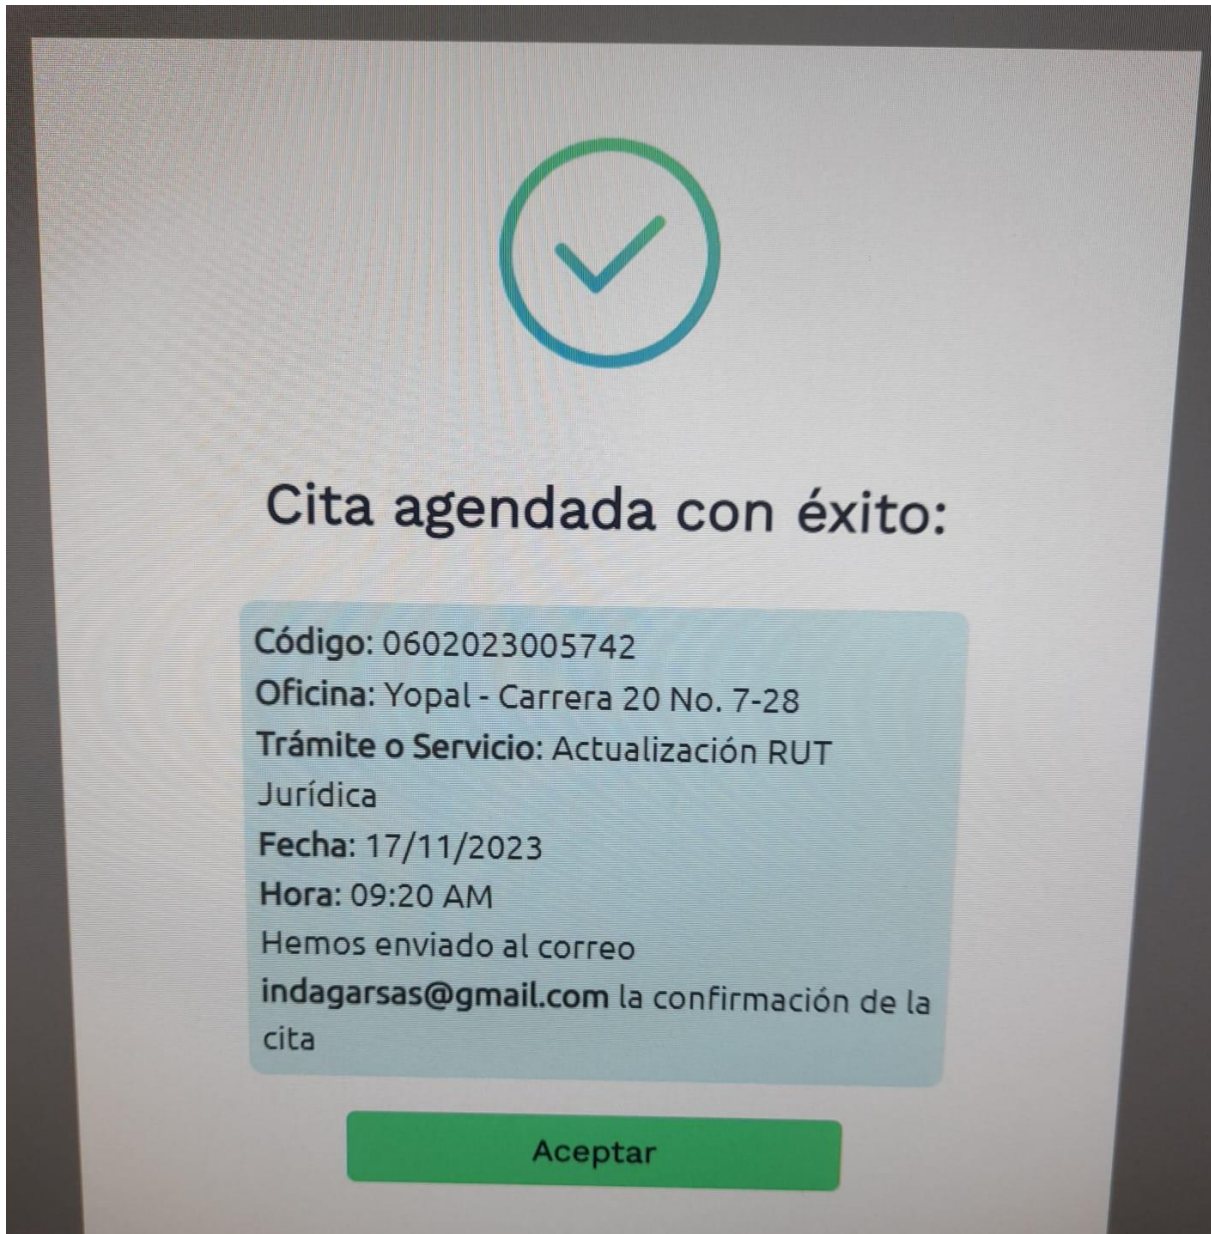 Cita agendada con éxito:
Código: 0602023005742
Oficina: Yopal - Carrera 20 No. 7-28
Trámite o Servicio: Actualización RUT
Jurídica
Fecha: 17/11/2023
Hora: 09:20 AM
Hemos enviado al correo
indagarsas@gmail.com la confirmación de la
cita
Aceptar